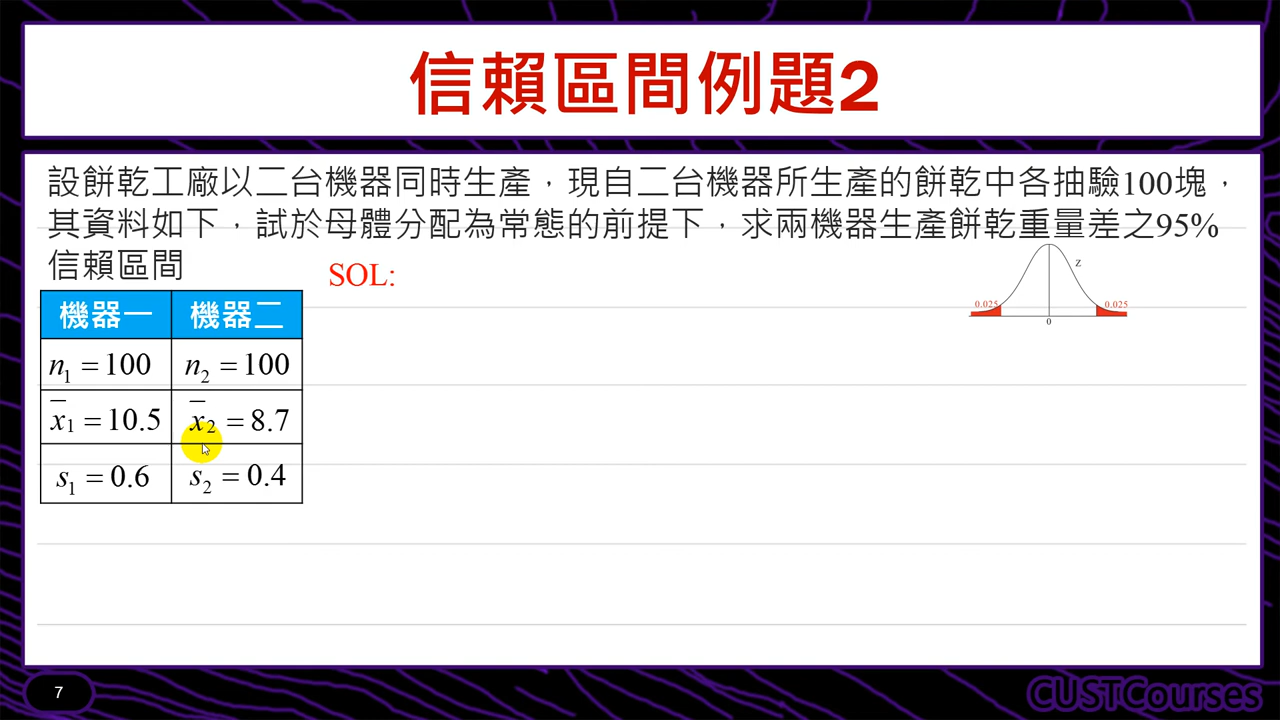 信賴區間例題2
設餅乾工廠以二台機器同時生產，現自二台機器所生產的餅乾中各抽驗100塊，
其資料如下，試於母體分配為常態的前提下，求兩機器生產餅乾重量差之95%
信賴區間
SOL:
z
0.025 0.025
0
機器一 機器二
n₁ = 100 n₂ = 100
x̄₁ = 10.5 x̄₂ = 8.7
s₁ = 0.6 s₂ = 0.4
7
CUSTCourses